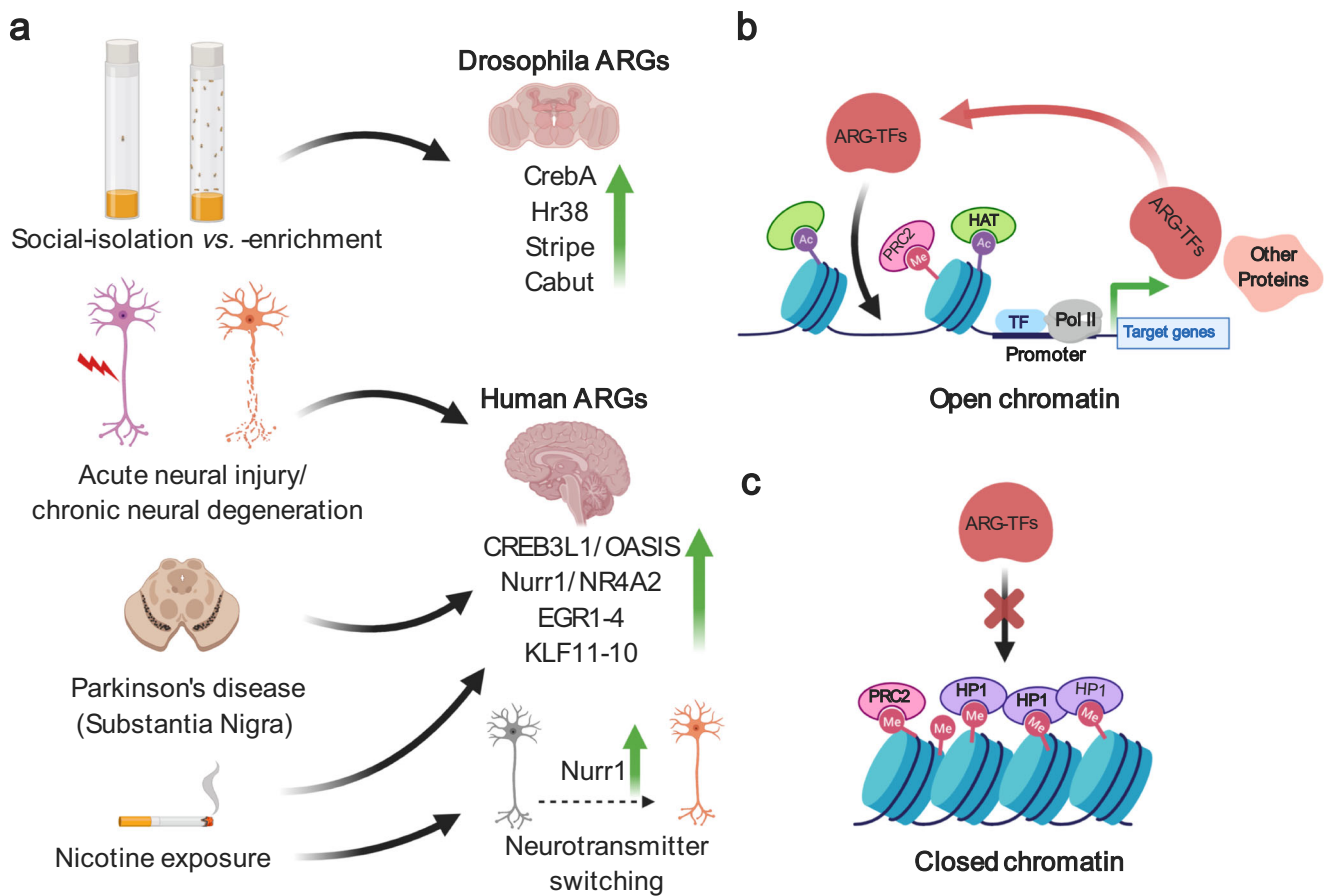 a
Drosophila ARGs
CrebA
Hr38
Stripe
Cabut
Social-isolation vs. -enrichment
Human ARGs
Acute neural injury/
chronic neural degeneration
CREB3L1/ OASIS
Nurr1/ NR4A2
EGR1-4
KLF11-10
Parkinson's disease
(Substantia Nigra)
Nurr1
Nicotine exposure
Neurotransmitter
switching
b
ARG-TFs
ARG-TFs
Other
Proteins
Ac
PRC2
Me
HAT
Ac
TF
Pol II
Target genes
Promoter
Open chromatin
c
ARG-TFs
PRC2
HP1
HP1
HP1
Me
Me
Me
Me
Me
Closed chromatin